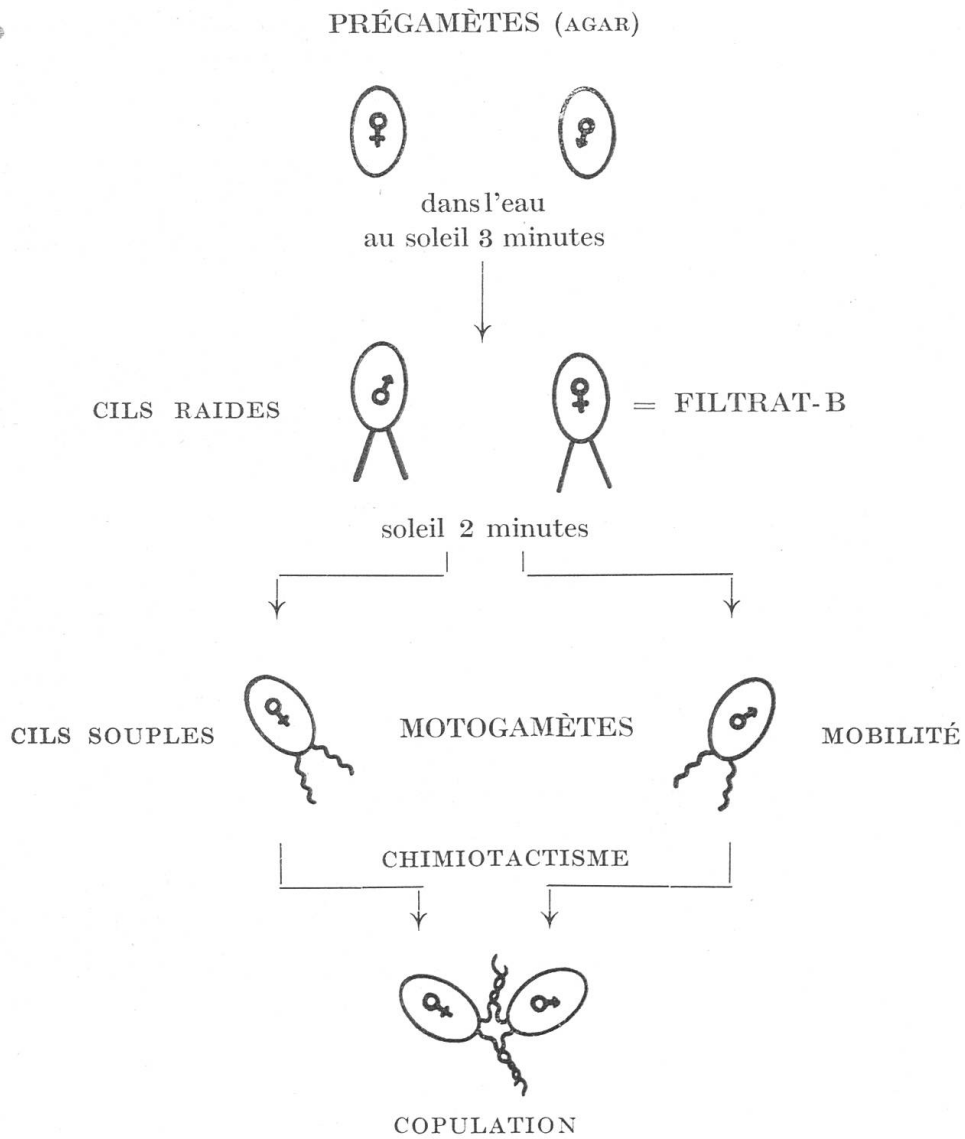 PRÉGAMÈTES (AGAR)
♀ ♂
dans l'eau
au soleil 3 minutes
CILS RAIDES ♂ ♀ = FILTRAT-B
soleil 2 minutes
CILS SOUPLES ♀ MOTOGAMÈTES ♂ MOBILITÉ
CHIMIOTACTISME
♀ ♂
COPULATION